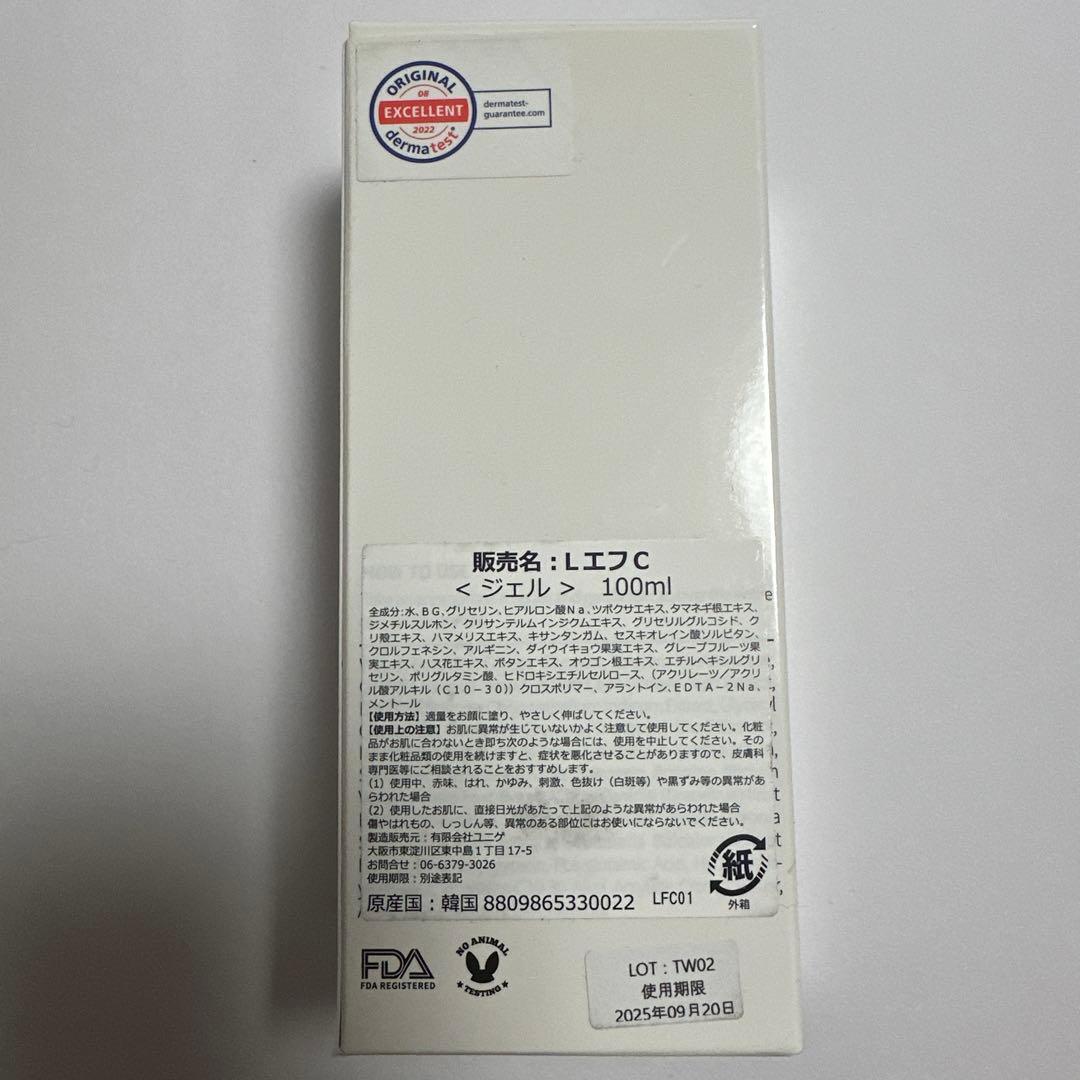 ORIGINAL
08
EXCELLENT
2022
dermatest®
dermatest-
guarantee.com
販売名：LエフC
＜ ジェル ＞ 100ml
全成分：水、BG、グリセリン、ヒアルロン酸Na、ツボクサエキス、タマネギ根エキス、
ジメチルスルホン、クリサンテルムインジクムエキス、グリセリルグルコシド、ク
リ殻エキス、ハマメリスエキス、キサンタンガム、セスキオレイン酸ソルビタン、
クロルフェネシン、アルギニン、ダイウイキョウ果実エキス、グレープフルーツ果
実エキス、ハス花エキス、ボタンエキス、オウゴン根エキス、エチルヘキシルグリ
セリン、ポリグルタミン酸、ヒドロキシエチルセルロース、（アクリレーツ／アクリ
ル酸アルキル（C10－30））クロスポリマー、アラントイン、EDTA－2Na、
メントール
【使用方法】適量をお顔に塗り、やさしく伸ばしてください。
【使用上の注意】お肌に異常が生じていないかよく注意して使用してください。化粧
品がお肌に合わないとき即ち次のような場合には、使用を中止してください。その
まま化粧品類の使用を続けますと、症状を悪化させることがありますので、皮膚科
専門医等にご相談されることをおすすめします。
（1）使用中、赤味、はれ、かゆみ、刺激、色抜け（白斑等）や黒ずみ等の異常があ
らわれた場合
（2）使用したお肌に、直接日光があたって上記のような異常があらわれた場合
傷やはれもの、しっしん等、異常のある部位にはお使いにならないでください。
製造販売元：有限会社ユニゲ
大阪市東淀川区東中島1丁目17-5
お問合せ：06-6379-3026
使用期限：別途表記
原産国：韓国 8809865330022 LFC01
紙
外箱
FDA
FDA REGISTERED
NO ANIMAL
TESTING
LOT：TW02
使用期限
2025年09月20日